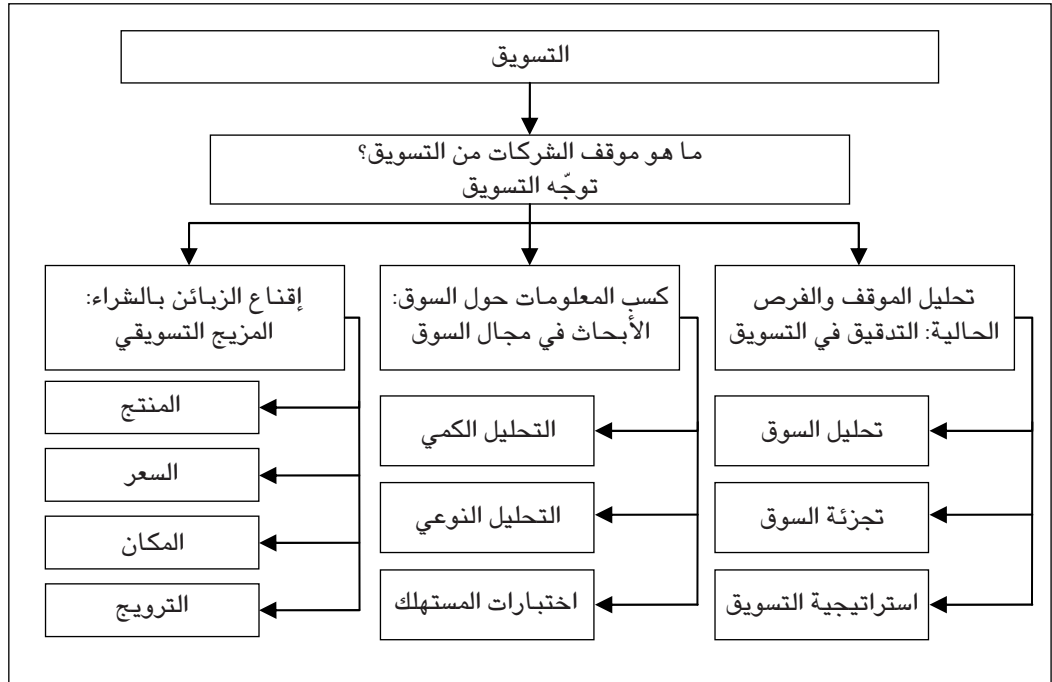 التسويق
ما هو موقف الشركات من التسويق؟
توجّه التسويق
تحليل الموقف والفرص
الحالية: التدقيق في التسويق
تحليل السوق
تجزئة السوق
استراتيجية التسويق
كسب المعلومات حول السوق:
الأبحاث في مجال السوق
التحليل الكمي
التحليل النوعي
اختبارات المستهلك
إقناع الزبائن بالشراء:
المزيج التسويقي
المنتج
السعر
المكان
الترويج